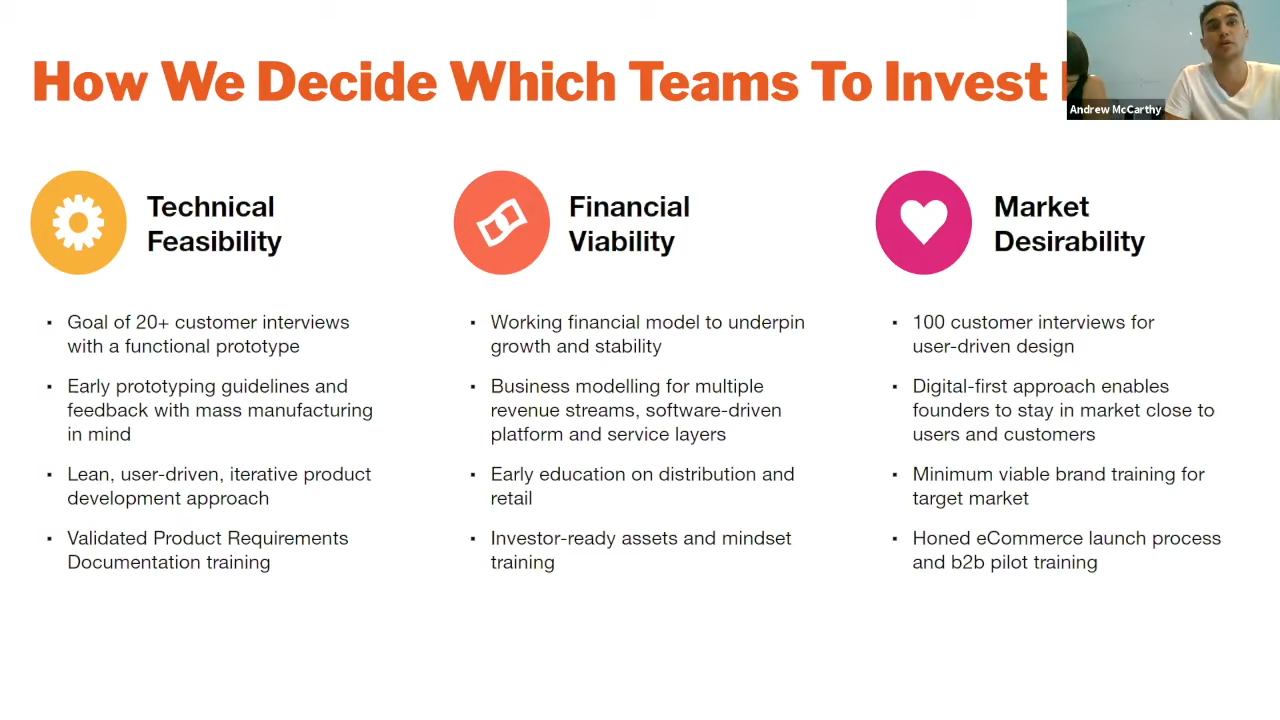 How We Decide Which Teams To Invest
Andrew McCarthy
Technical
Feasibility
▪ Goal of 20+ customer interviews
with a functional prototype
▪ Early prototyping guidelines and
feedback with mass manufacturing
in mind
▪ Lean, user-driven, iterative product
development approach
▪ Validated Product Requirements
Documentation training
Financial
Viability
▪ Working financial model to underpin
growth and stability
▪ Business modelling for multiple
revenue streams, software-driven
platform and service layers
▪ Early education on distribution and
retail
▪ Investor-ready assets and mindset
training
Market
Desirability
▪ 100 customer interviews for
user-driven design
▪ Digital-first approach enables
founders to stay in market close to
users and customers
▪ Minimum viable brand training for
target market
▪ Honed eCommerce launch process
and b2b pilot training